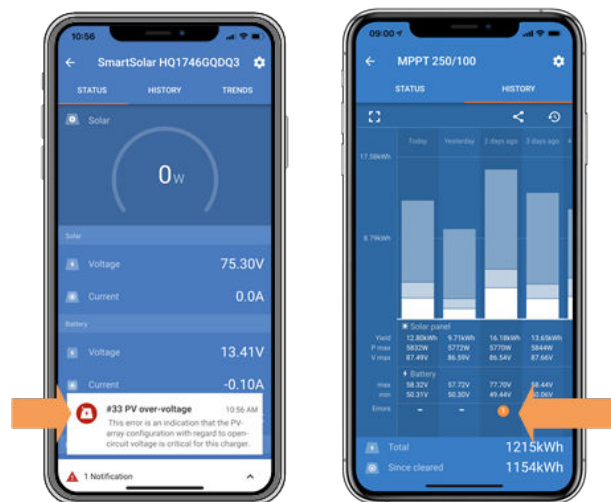 10:56
SmartSolar HQ1746GQDQ3
STATUS HISTORY TRENDS
Solar
0w
Solar
Voltage 75.30V
Current 0.0A
Battery
Voltage 13.41V
Current -0.10A
#33 PV over-voltage 10:56 AM
This error is an indication that the PV-
array configuration with regard to open-
circuit voltage is critical for this charger.
1 Notification
09:00
MPPT 250/100
STATUS HISTORY
Today Yesterday 2 days ago 3 days ago 4
17.58kWh
8.79kWh
Solar panel
Yield 12.80kWh 9.71kWh 16.18kWh 13.65kWh
P max 5832W 5772W 5770W 5844W
V max 87.49V 86.59V 86.54V 87.66V
Battery
max 58.32V 57.72V 77.70V 58.44V
min 50.31V 50.30V 49.44V 50.06V
Errors – – 1
Total 1215kWh
Since cleared 1154kWh